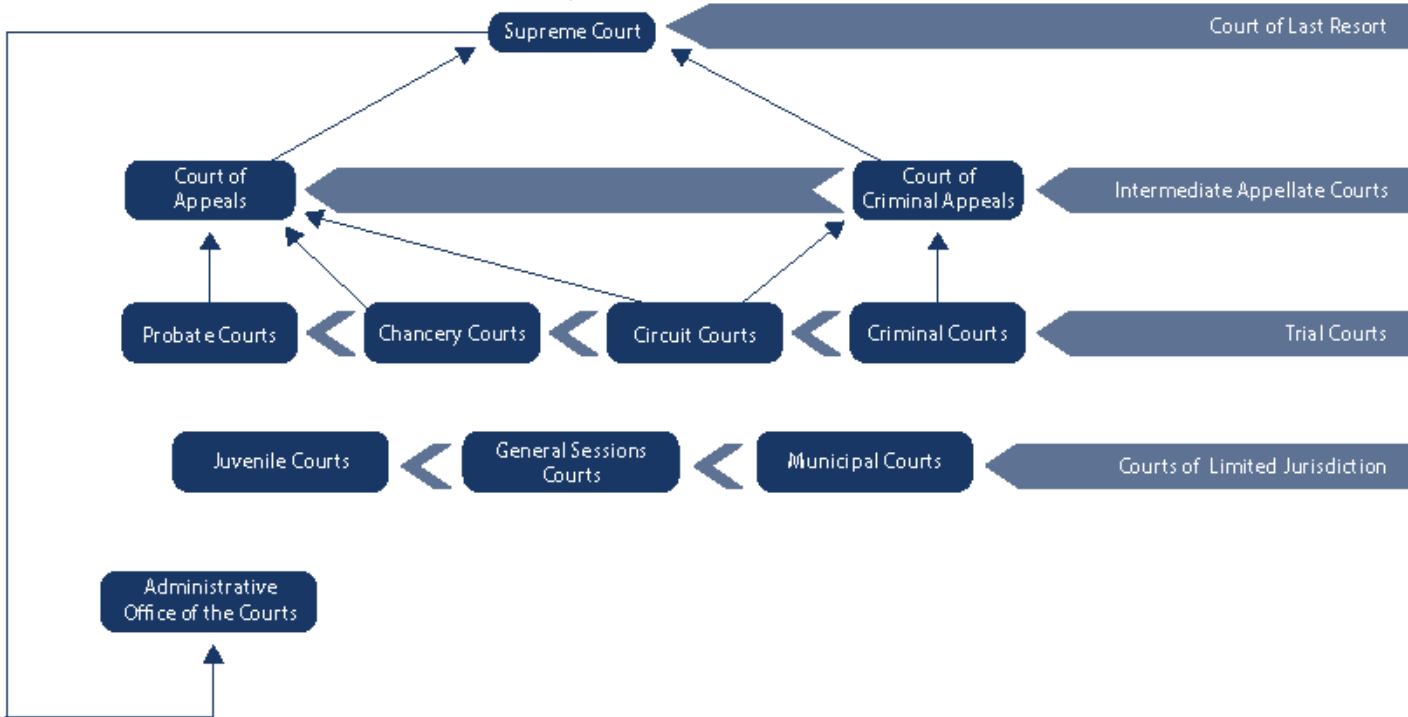 Supreme Court
Court of Last Resort
Court of
Appeals
Court of
Criminal Appeals
Intermediate Appellate Courts
Probate Courts
Chancery Courts
Circuit Courts
Criminal Courts
Trial Courts
Juvenile Courts
General Sessions
Courts
Municipal Courts
Courts of Limited Jurisdiction
Administrative
Office of the Courts